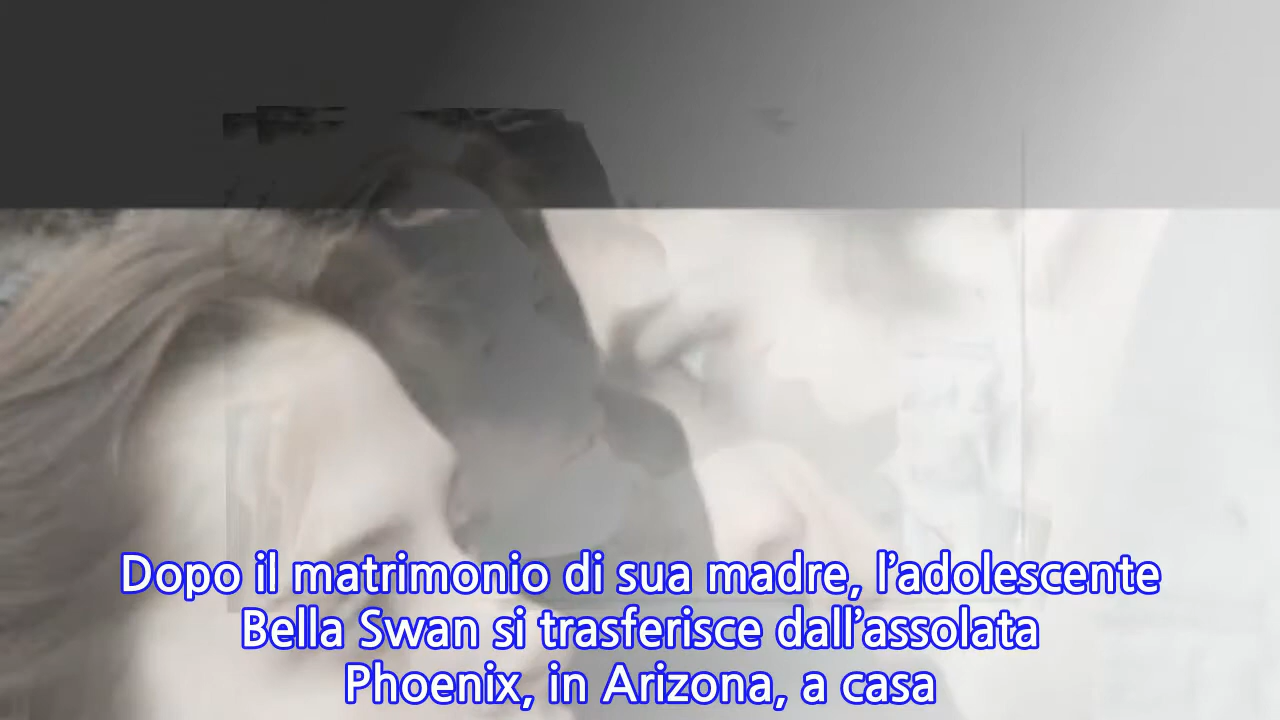 Dopo il matrimonio di sua madre, l'adolescente
Bella Swan si trasferisce dall'assolata
Phoenix, in Arizona, a casa